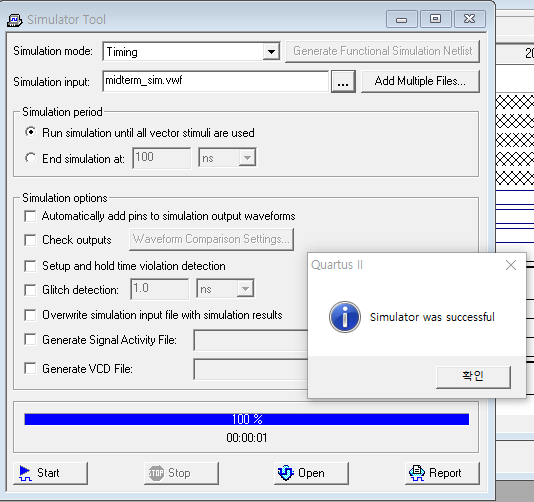 Simulator Tool
Simulation mode: Timing Generate Functional Simulation Netlist
Simulation input: midterm_sim.vwf ... Add Multiple Files...
Simulation period
Run simulation until all vector stimuli are used
End simulation at: 100 ns
Simulation options
Automatically add pins to simulation output waveforms
Check outputs Waveform Comparison Settings...
Setup and hold time violation detection
Glitch detection: 1.0 ns
Overwrite simulation input file with simulation results
Generate Signal Activity File:
Generate VCD File:
100 %
00:00:01
Start STOP Stop Open Report
Quartus II
Simulator was successful
확인